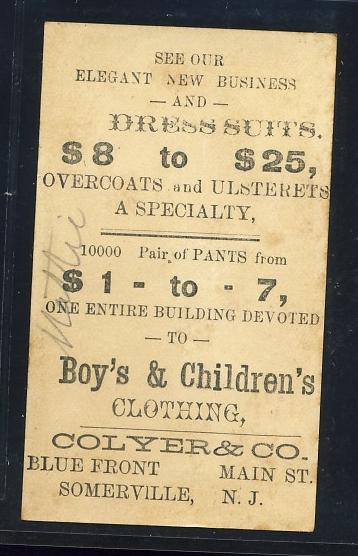 SEE OUR
ELEGANT NEW BUSINESS
— AND —
DRESS SUITS.
$8 to $25,
OVERCOATS and ULSTERETS
A SPECIALTY,
10000 Pair of PANTS from
$1 - to - 7,
ONE ENTIRE BUILDING DEVOTED
— TO —
Boy's & Children's
CLOTHING,
COLYER & CO.
BLUE FRONT MAIN ST.
SOMERVILLE, N. J.
Mattie